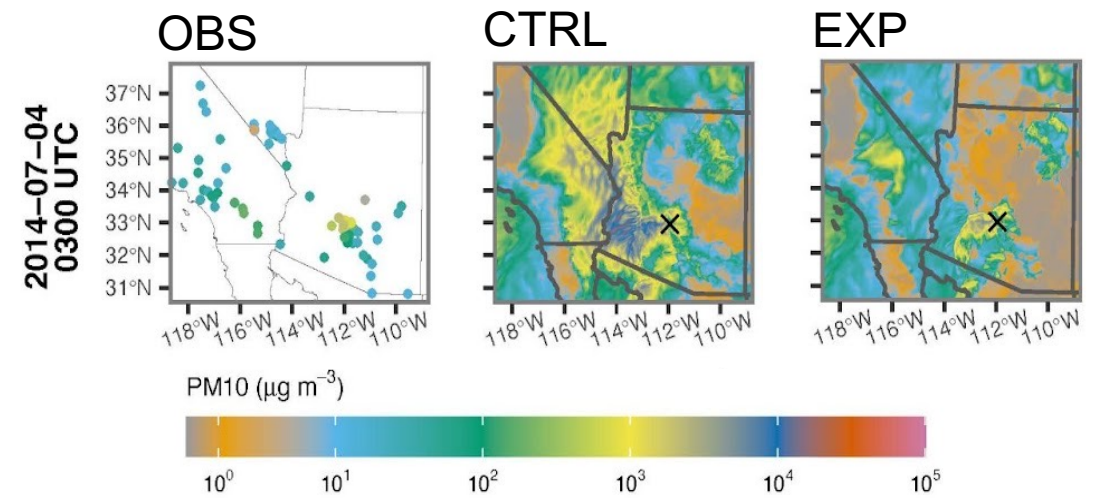 OBS CTRL EXP
2014-07-04
0300 UTC
37°N
36°N
35°N
34°N
33°N
32°N
31°N
118°W 116°W 114°W 112°W 110°W 118°W 116°W 114°W 112°W 110°W 118°W 116°W 114°W 112°W 110°W
PM10 (μg m⁻³)
10⁰ 10¹ 10² 10³ 10⁴ 10⁵